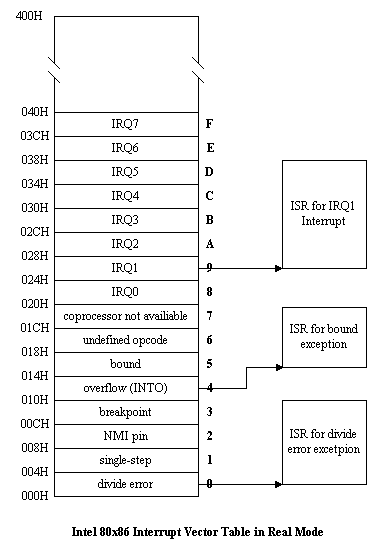 400H
040H
IRQ7 F
03CH
IRQ6 E
038H
IRQ5 D
034H
IRQ4 C
030H
IRQ3 B
02CH
IRQ2 A
028H
IRQ1 9
024H
IRQ0 8
020H
coprocessor not availiable 7
01CH
undefined opcode 6
018H
bound 5
014H
overflow (INTO) 4
010H
breakpoint 3
00CH
NMI pin 2
008H
single-step 1
004H
divide error 0
000H
ISR for IRQ1
Interrupt
ISR for bound
exception
ISR for divide
error excetpion
Intel 80x86 Interrupt Vector Table in Real Mode